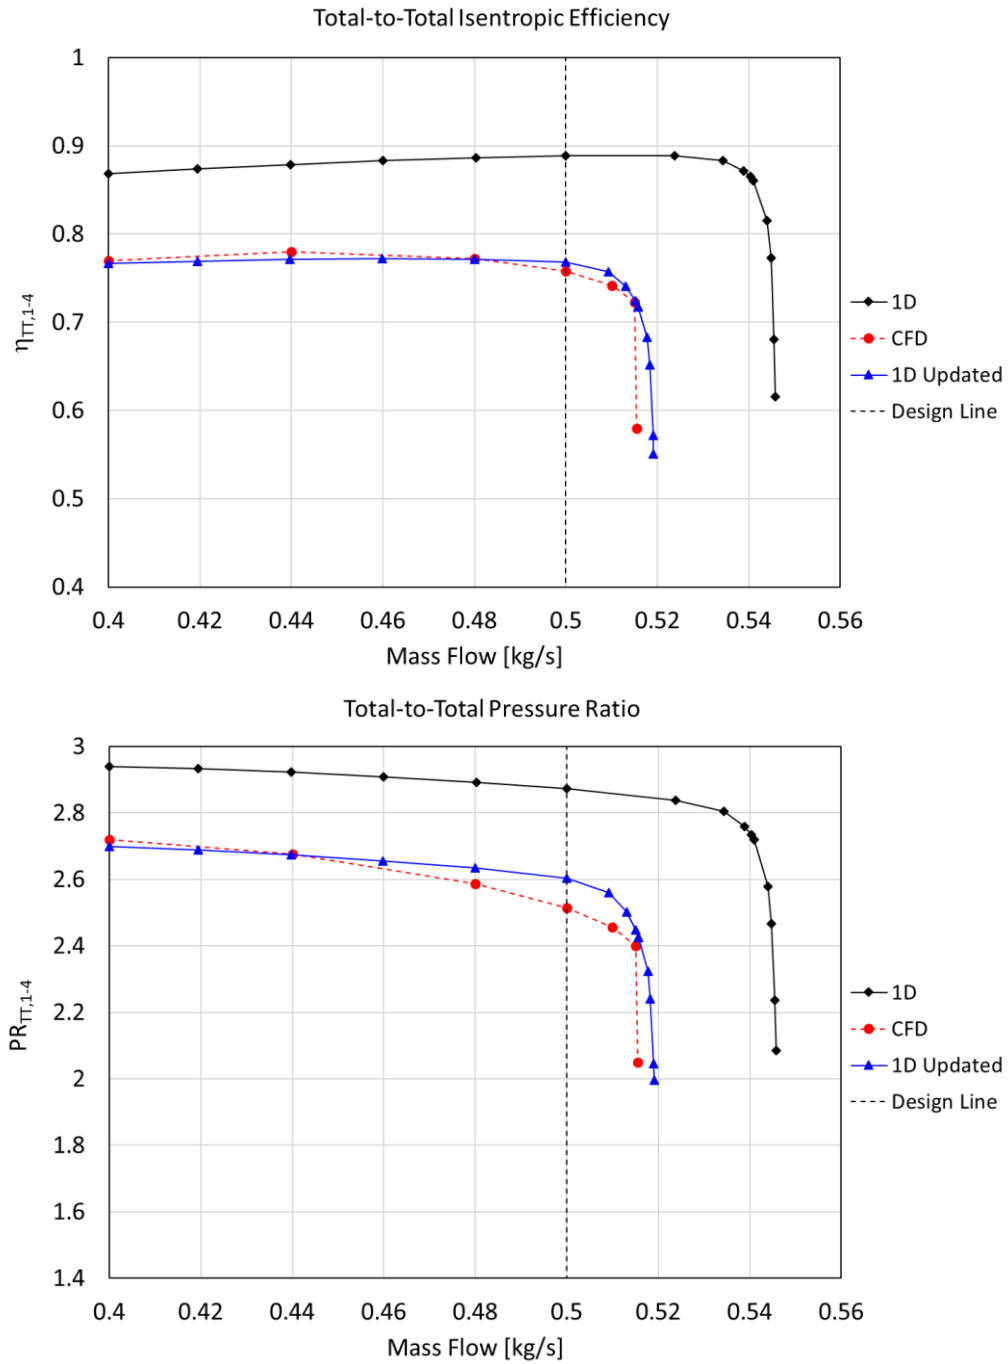 Total-to-Total Isentropic Efficiency
1
0.9
0.8
0.7
0.6
0.5
0.4
ηTT,1-4
0.4 0.42 0.44 0.46 0.48 0.5 0.52 0.54 0.56
Mass Flow [kg/s]
1D
CFD
1D Updated
Design Line
Total-to-Total Pressure Ratio
3
2.8
2.6
2.4
2.2
2
1.8
1.6
1.4
PRTT,1-4
0.4 0.42 0.44 0.46 0.48 0.5 0.52 0.54 0.56
Mass Flow [kg/s]
1D
CFD
1D Updated
Design Line